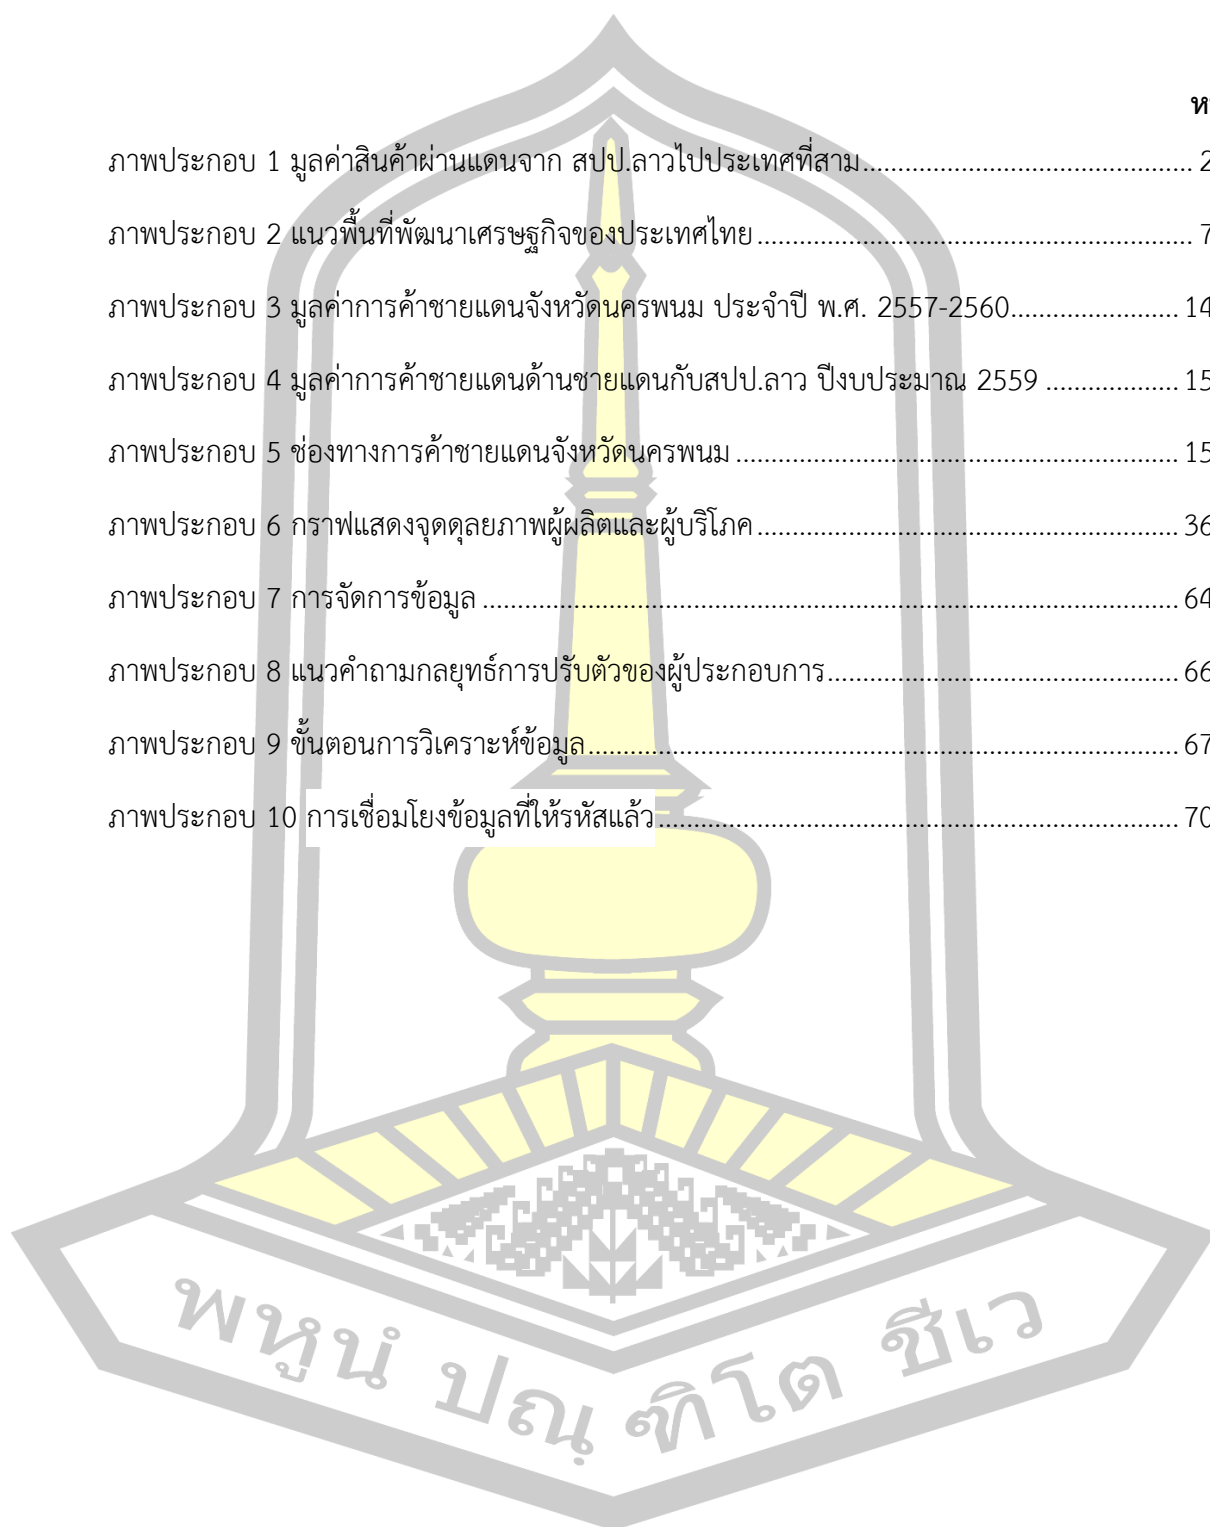 ภาพประกอบ 1 มูลค่าสินค้าผ่านแดนจาก สปป.ลาวไปประเทศที่สาม........................................ 2
ภาพประกอบ 2 แนวพื้นที่พัฒนาเศรษฐกิจของประเทศไทย..................................................... 7
ภาพประกอบ 3 มูลค่าการค้าชายแดนจังหวัดนครพนม ประจำปี พ.ศ. 2557-2560..................... 14
ภาพประกอบ 4 มูลค่าการค้าชายแดนด้านชายแดนกับสปป.ลาว ปีงบประมาณ 2559 ................ 15
ภาพประกอบ 5 ช่องทางการค้าชายแดนจังหวัดนครพนม...................................................... 15
ภาพประกอบ 6 กราฟแสดงจุดดุลยภาพผู้ผลิตและผู้บริโภค.................................................... 36
ภาพประกอบ 7 การจัดการข้อมูล..................................................................................... 64
ภาพประกอบ 8 แนวคำถามกลยุทธ์การปรับตัวของผู้ประกอบการ........................................... 66
ภาพประกอบ 9 ขั้นตอนการวิเคราะห์ข้อมูล........................................................................ 67
ภาพประกอบ 10 การเชื่อมโยงข้อมูลที่ให้รหัสแล้ว................................................................ 70
พหูนํ ปณฺฑิโต ชีเว